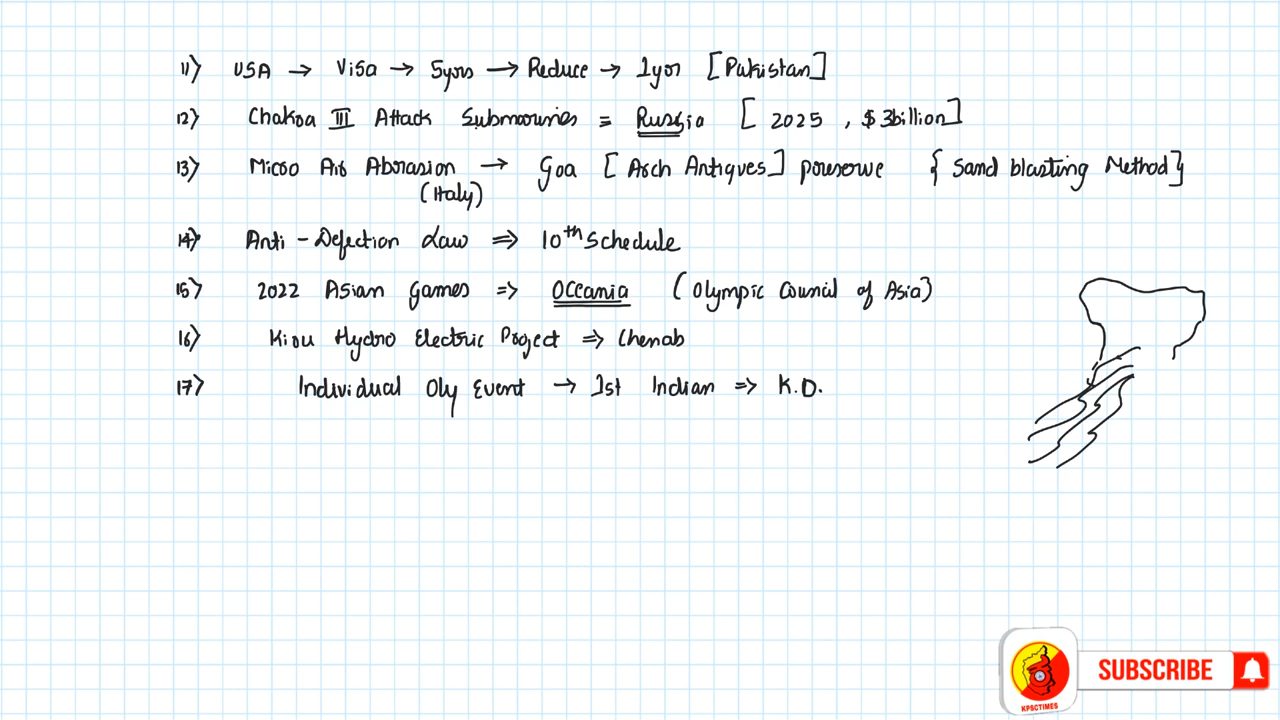 11) USA → Visa → 5yrs → Reduce → 1yr [Pakistan]
12) Chakra III Attack Submarines = Russia [2025, $3billion]
13) Micro Air Abrasion → Goa [Arch Antiques] preserve {Sand blasting Method}
(Italy)
14) Anti-Defection Law ⇒ 10th Schedule
15) 2022 Asian Games ⇒ Oceania (Olympic Council of Asia)
16) Kiru Hydro Electric Project ⇒ Chenab
17) Individual Oly Event → 1st Indian ⇒ K.D.
SUBSCRIBE
KPSCTIMES